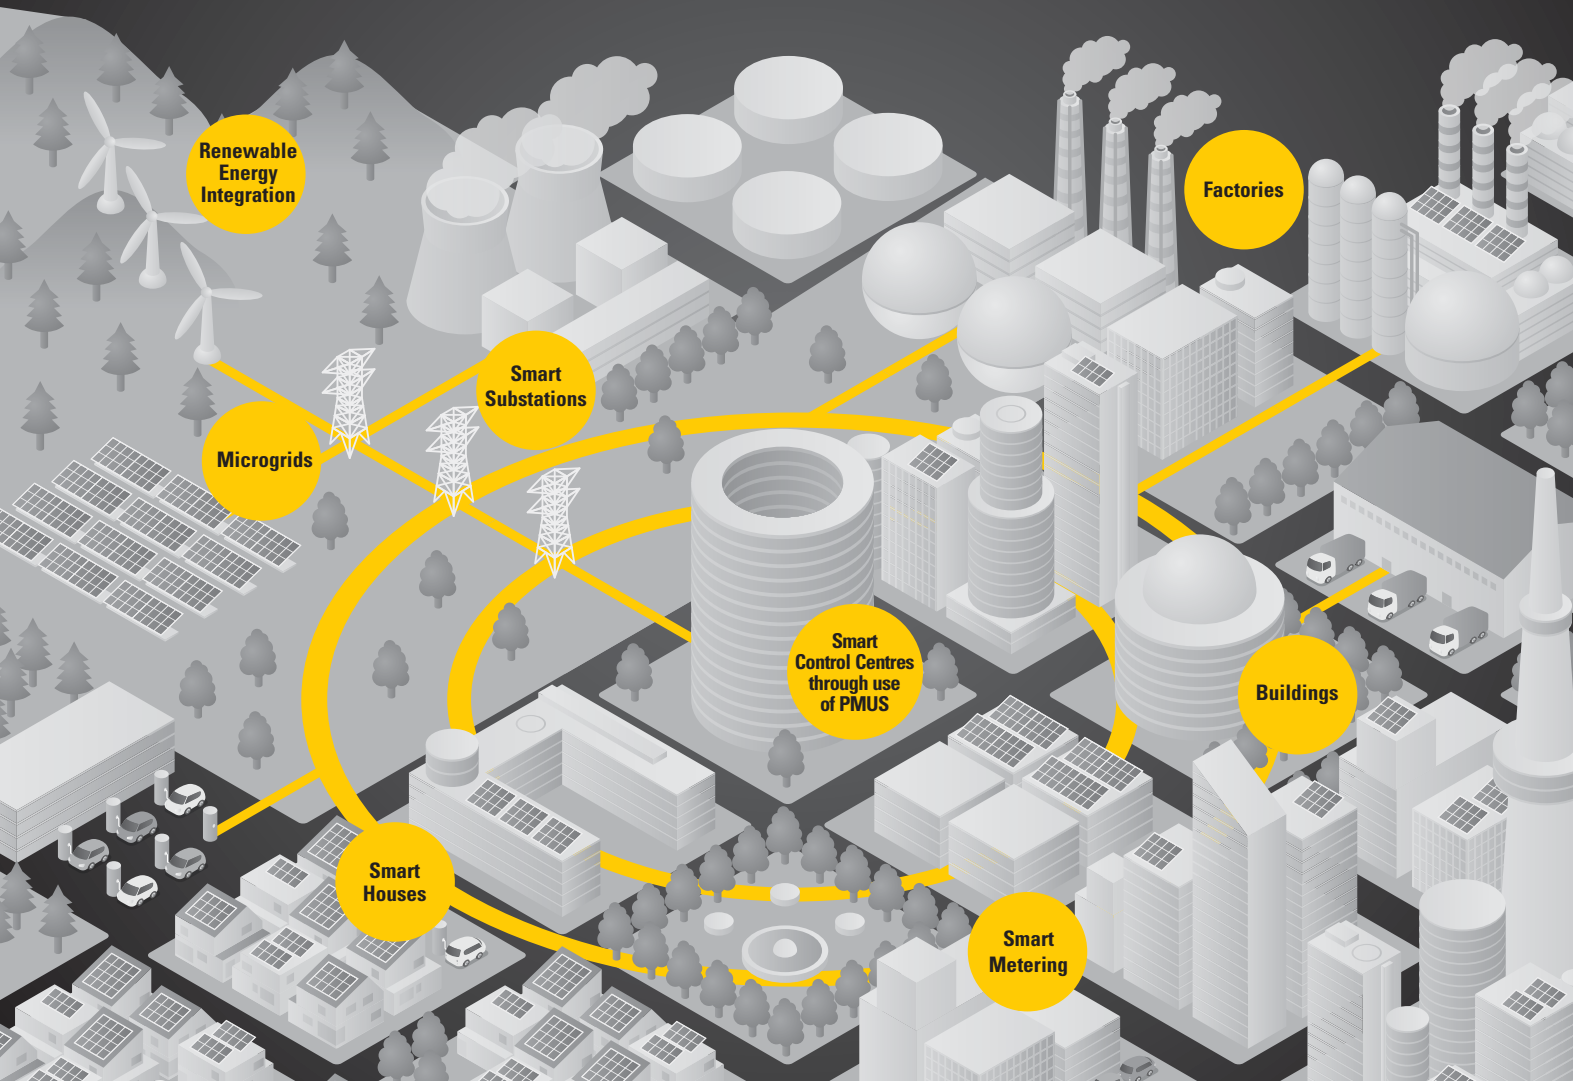 Renewable
Energy
Integration
Factories
Smart
Substations
Microgrids
Smart
Control Centres
through use
of PMUS
Buildings
Smart
Houses
Smart
Metering